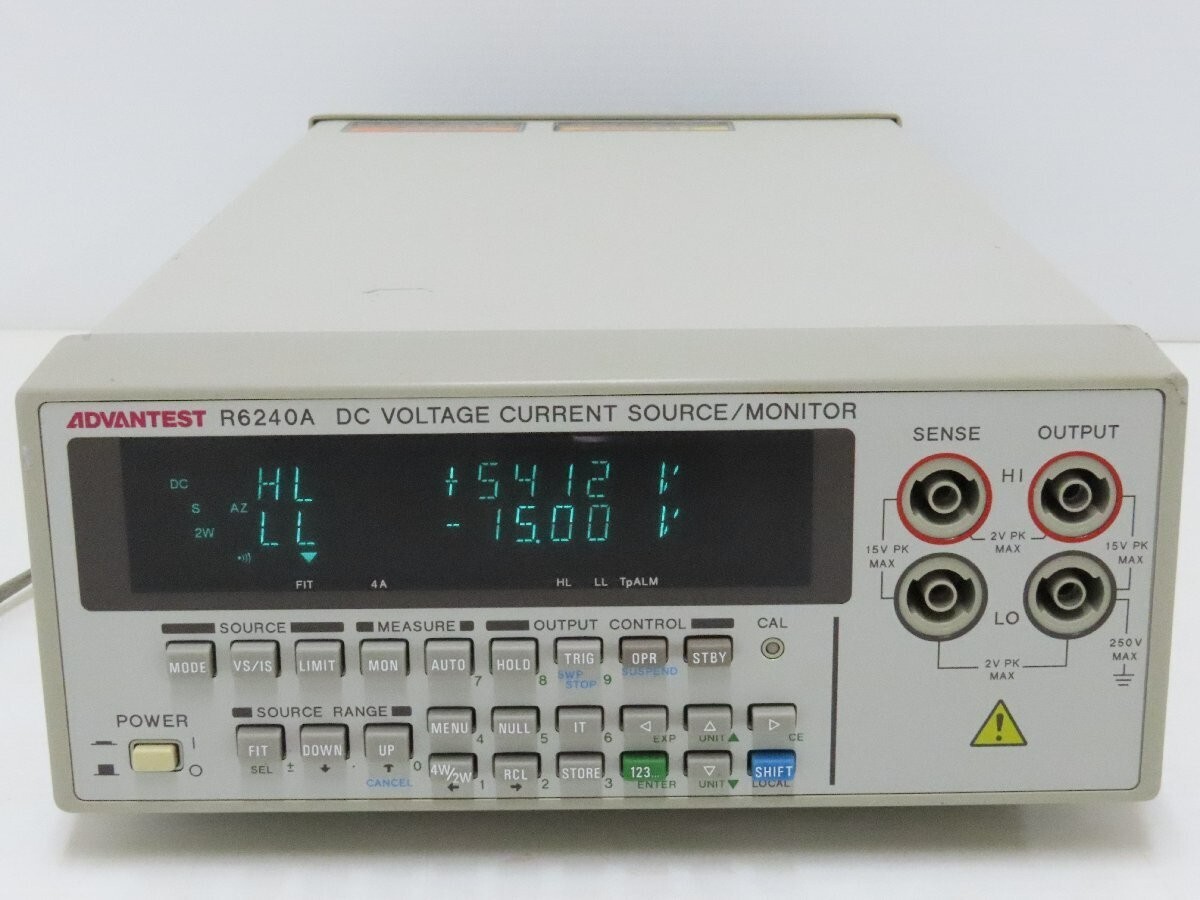 ADVANTEST R6240A DC VOLTAGE CURRENT SOURCE/MONITOR
DC HL +5412 V
S AZ
2W LL -15.00 V
FIT 4A HL LL TpALM
SENSE OUTPUT
HI
2V PK MAX
15V PK MAX
15V PK MAX
LO
250V MAX
2V PK MAX
SOURCE MEASURE OUTPUT CONTROL CAL
MODE VS/IS LIMIT MON AUTO HOLD TRIG OPR STBY
7 8 SWP STOP 9 SUSPEND
POWER SOURCE RANGE
MENU NULL IT
4 5 6 EXP UNIT CE
FIT DOWN UP
SEL ± . 0
CANCEL
4W/2W RCL STORE 123... SHIFT
1 2 3 ENTER UNIT LOCAL